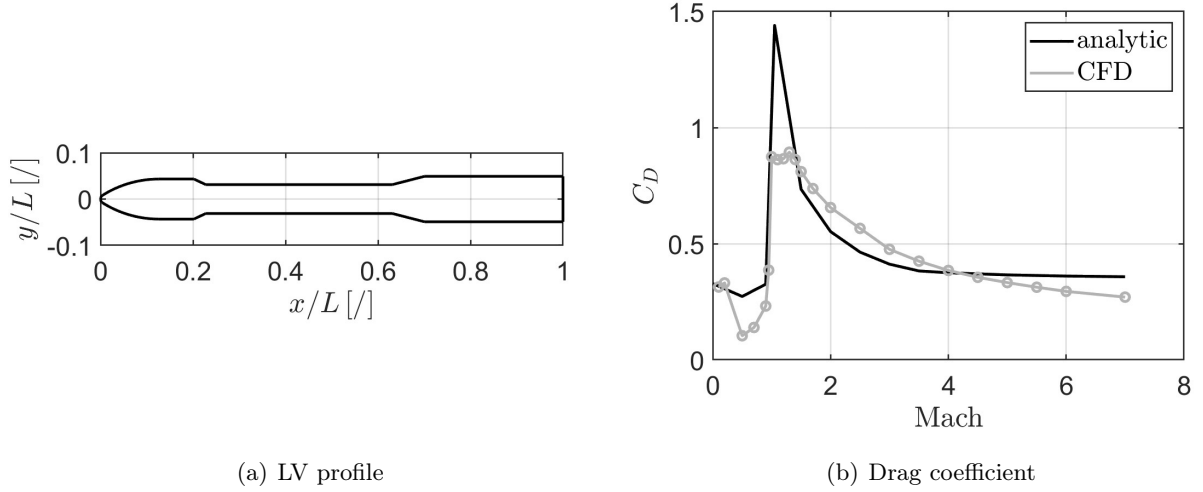 0.1
0
-0.1
y/L [/]
0 0.2 0.4 0.6 0.8 1
x/L [/]
(a) LV profile
1.5
1
0.5
0
C_D
analytic
CFD
0 2 4 6 8
Mach
(b) Drag coefficient